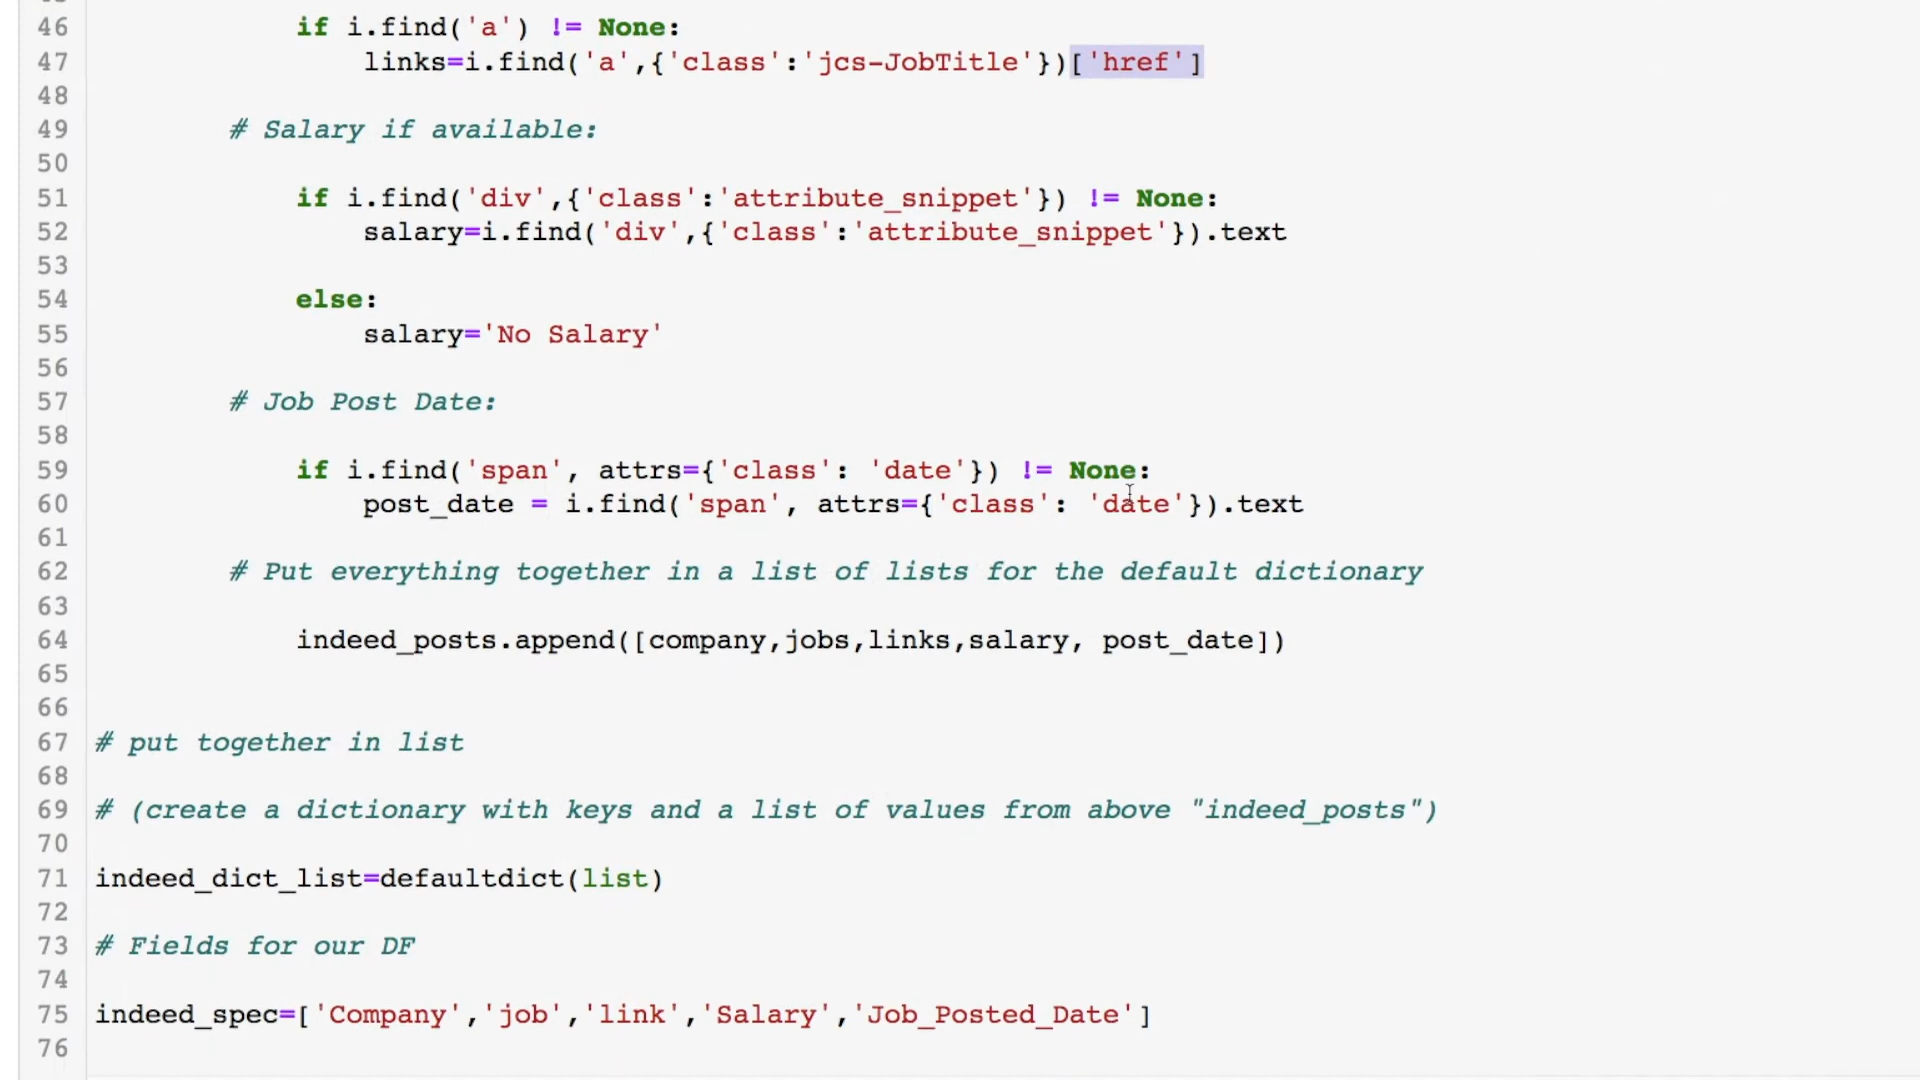 46 if i.find('a') != None:
47 links=i.find('a',{'class':'jcs-JobTitle'})['href']
48
49 # Salary if available:
50
51 if i.find('div',{'class':'attribute_snippet'}) != None:
52 salary=i.find('div',{'class':'attribute_snippet'}).text
53
54 else:
55 salary='No Salary'
56
57 # Job Post Date:
58
59 if i.find('span', attrs={'class': 'date'}) != None:
60 post_date = i.find('span', attrs={'class': 'date'}).text
61
62 # Put everything together in a list of lists for the default dictionary
63
64 indeed_posts.append([company,jobs,links,salary, post_date])
65
66
67 # put together in list
68
69 # (create a dictionary with keys and a list of values from above "indeed_posts")
70
71 indeed_dict_list=defaultdict(list)
72
73 # Fields for our DF
74
75 indeed_spec=['Company','job','link','Salary','Job_Posted_Date']
76